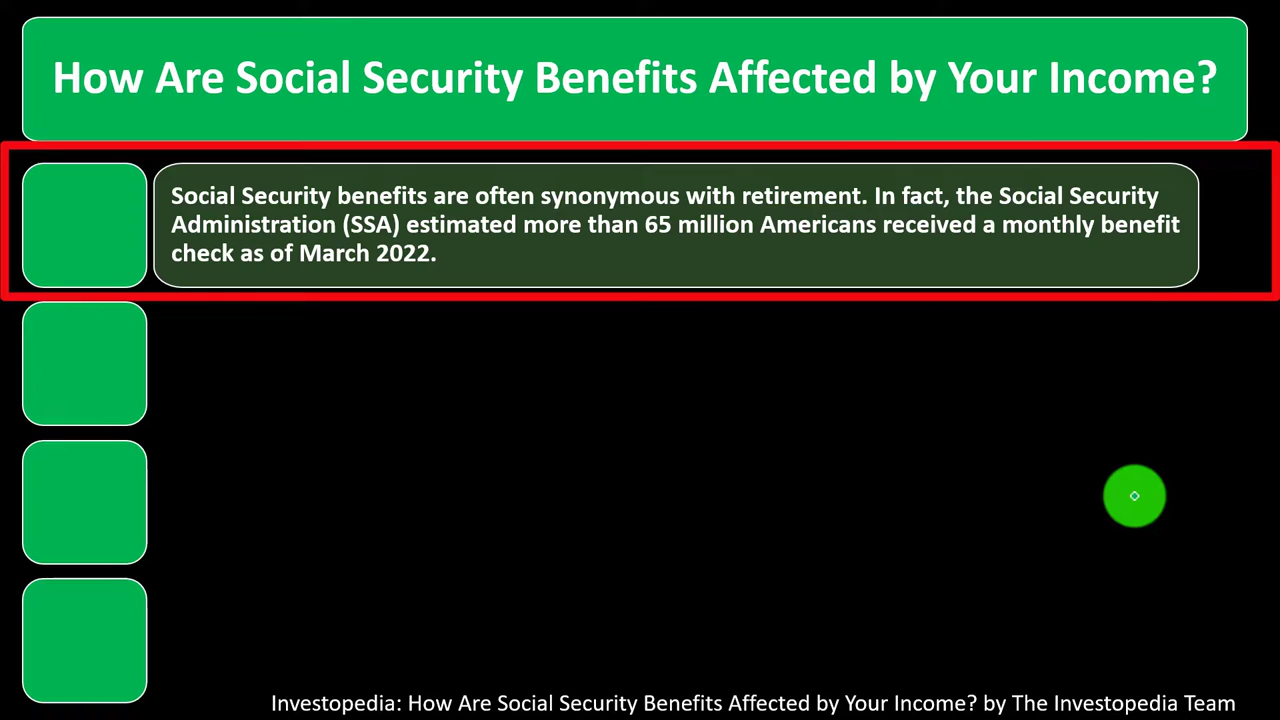 How Are Social Security Benefits Affected by Your Income?
Social Security benefits are often synonymous with retirement. In fact, the Social Security
Administration (SSA) estimated more than 65 million Americans received a monthly benefit
check as of March 2022.
Investopedia: How Are Social Security Benefits Affected by Your Income? by The Investopedia Team